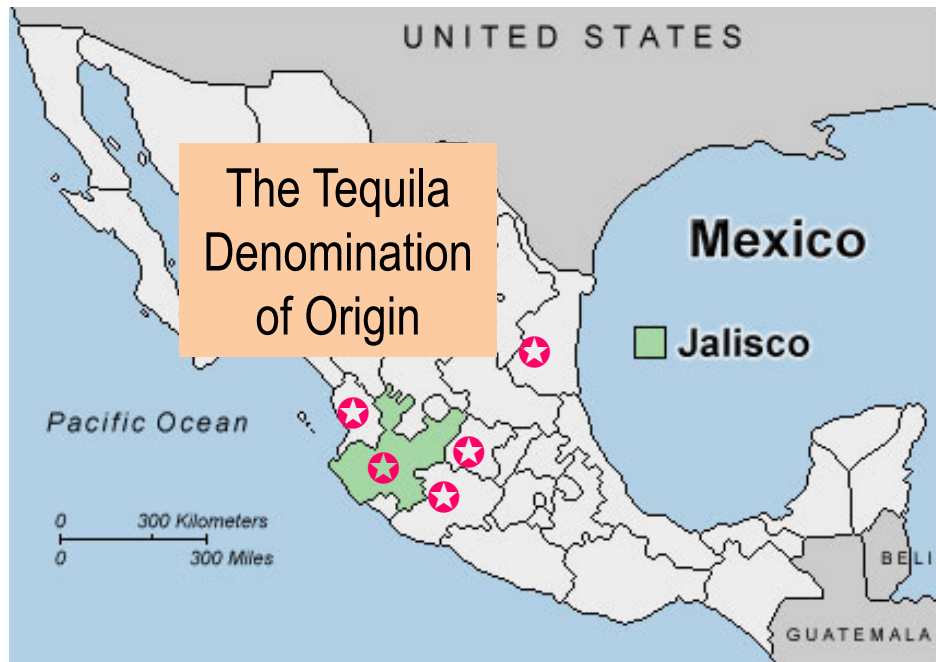 UNITED STATES
The Tequila
Denomination
of Origin
Mexico
Jalisco
Pacific Ocean
0 300 Kilometers
0 300 Miles
BELI
GUATEMALA